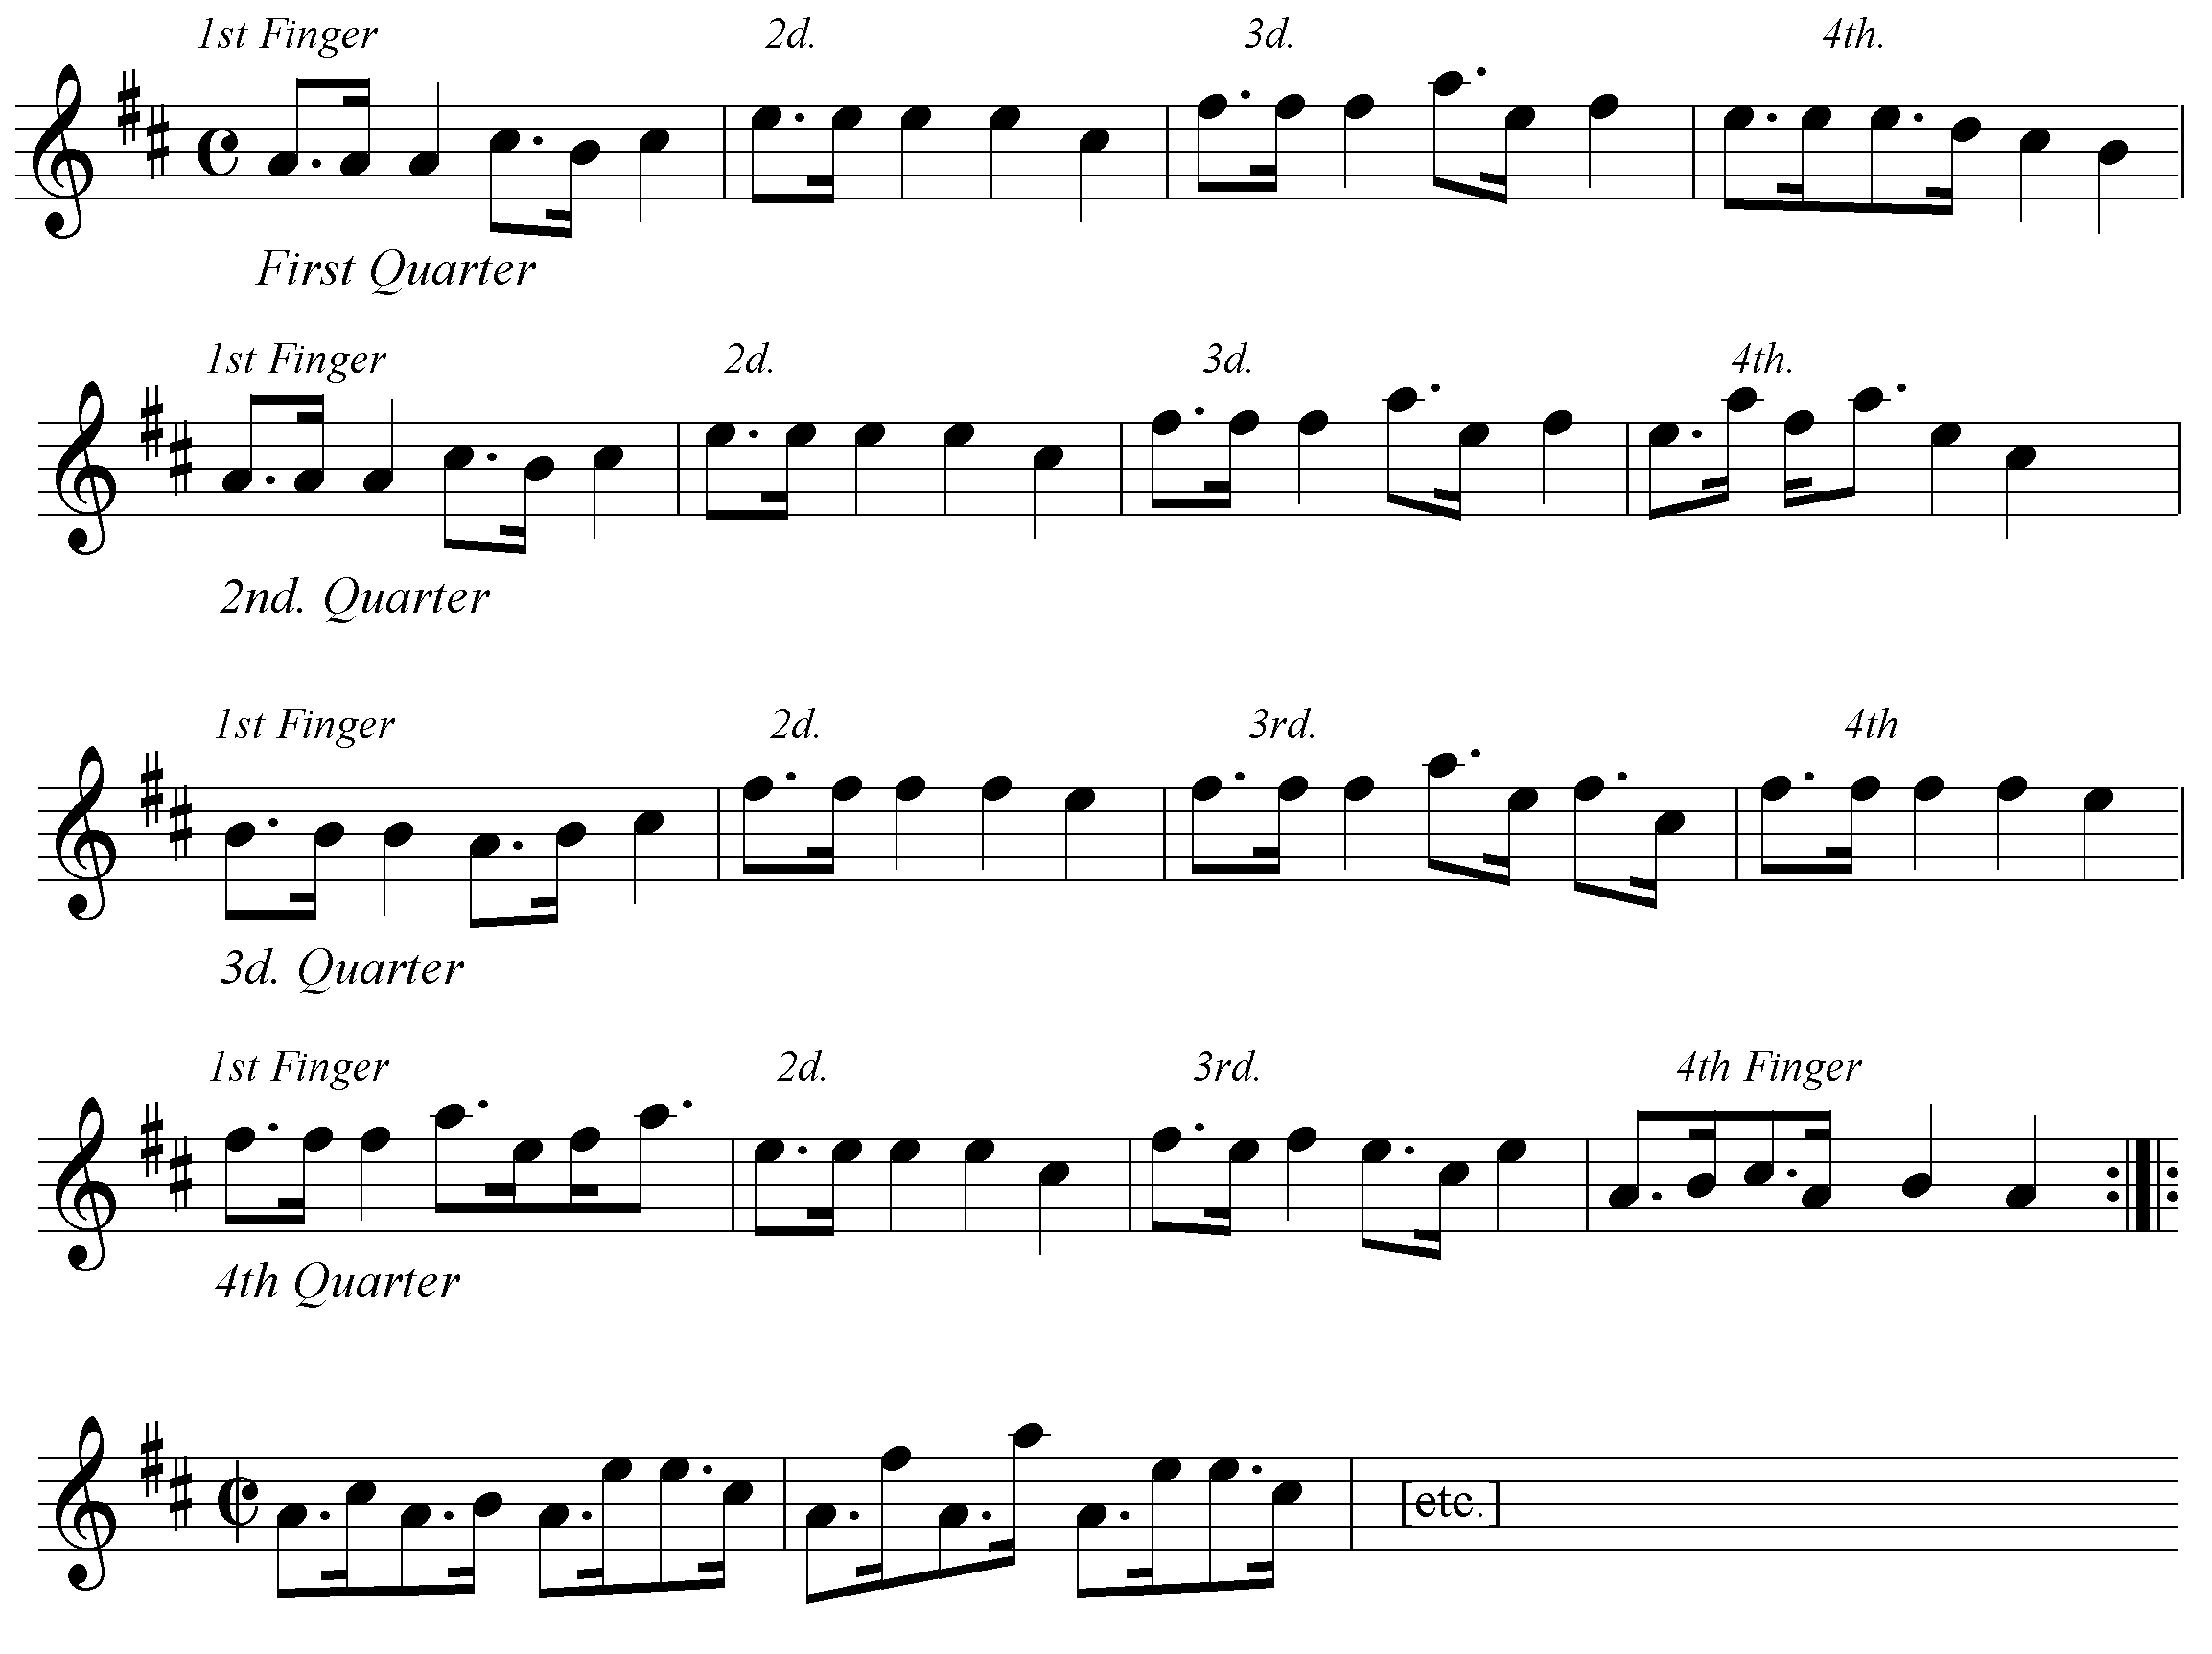 1st Finger 2d. 3d. 4th.
First Quarter
1st Finger 2d. 3d. 4th.
2nd. Quarter
1st Finger 2d. 3rd. 4th
3d. Quarter
1st Finger 2d. 3rd. 4th Finger
4th Quarter
[etc.]